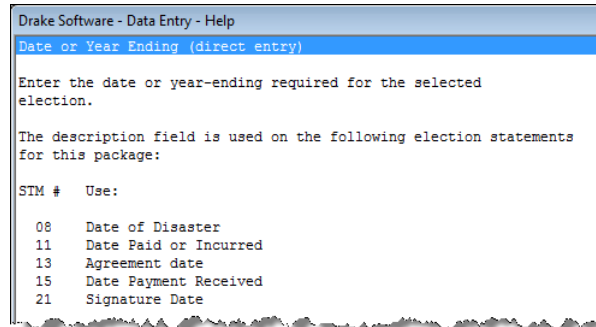 Drake Software - Data Entry - Help
Date or Year Ending (direct entry)
Enter the date or year-ending required for the selected
election.
The description field is used on the following election statements
for this package:
STM # Use:
08 Date of Disaster
11 Date Paid or Incurred
13 Agreement date
15 Date Payment Received
21 Signature Date